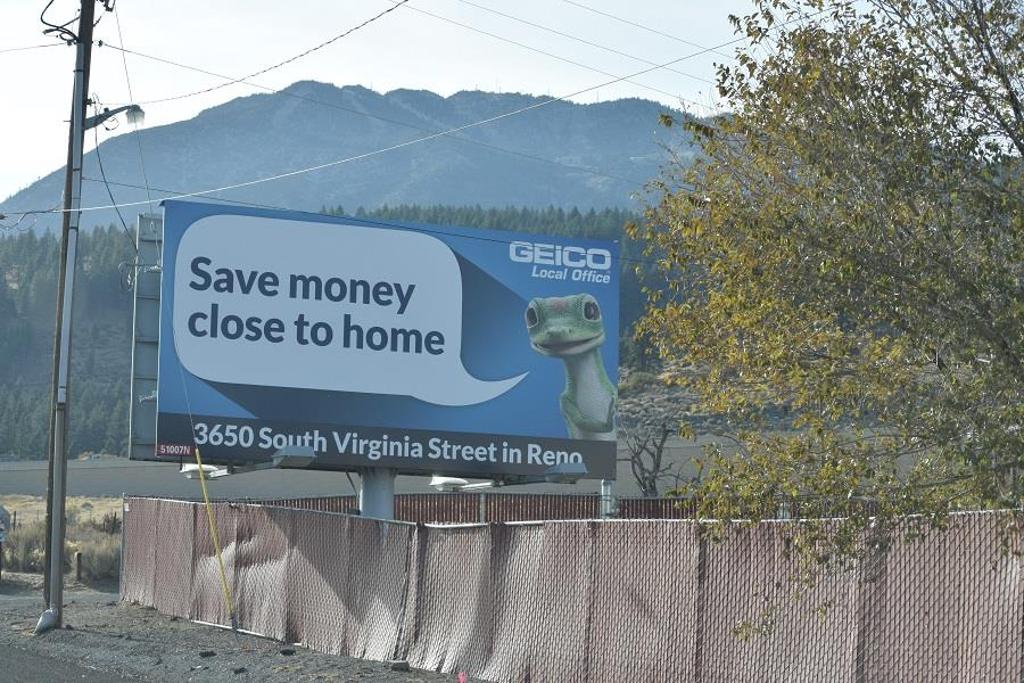 GEICO
Local Office
Save money
close to home
3650 South Virginia Street in Reno
51007N